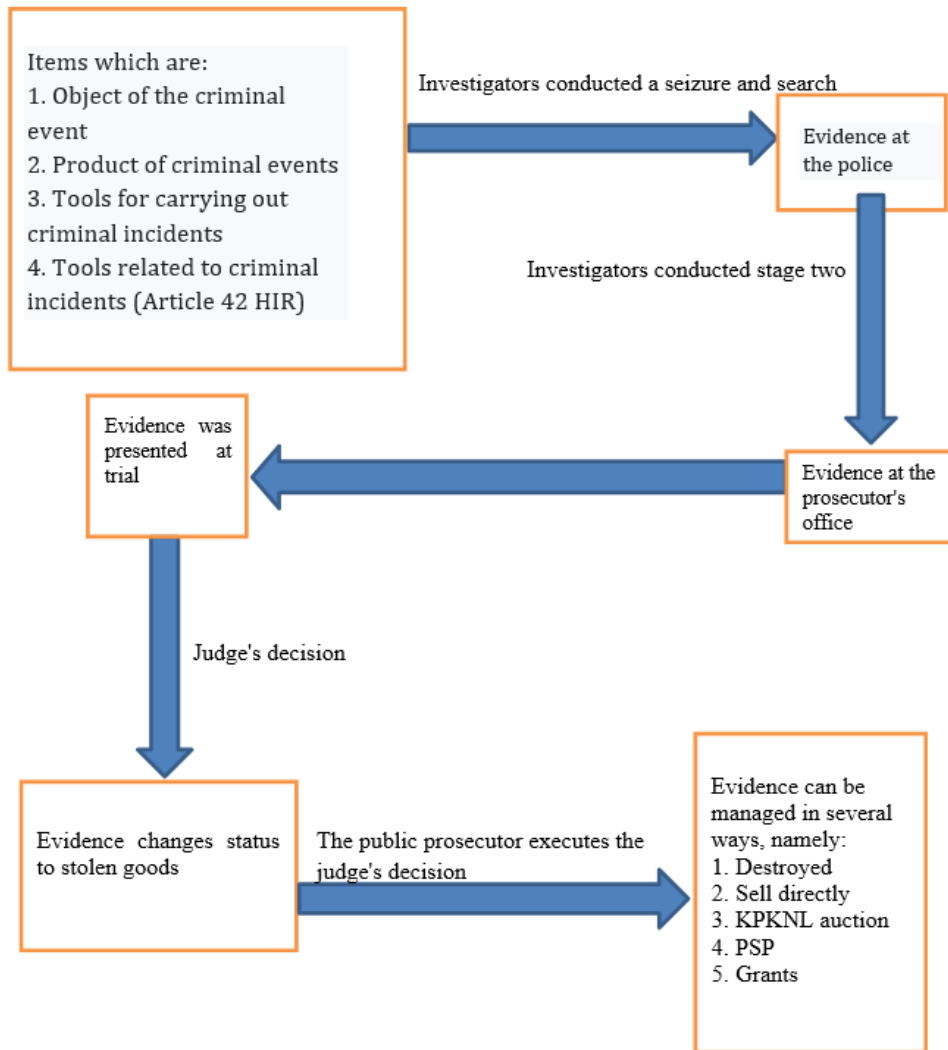 Items which are:
1. Object of the criminal
event
2. Product of criminal events
3. Tools for carrying out
criminal incidents
4. Tools related to criminal
incidents (Article 42 HIR)
Investigators conducted a seizure and search
Evidence at
the police
Investigators conducted stage two
Evidence at the
prosecutor's
office
Evidence was
presented at
trial
Judge's decision
Evidence changes status
to stolen goods
The public prosecutor executes the
judge's decision
Evidence can be
managed in several
ways, namely:
1. Destroyed
2. Sell directly
3. KPKNL auction
4. PSP
5. Grants